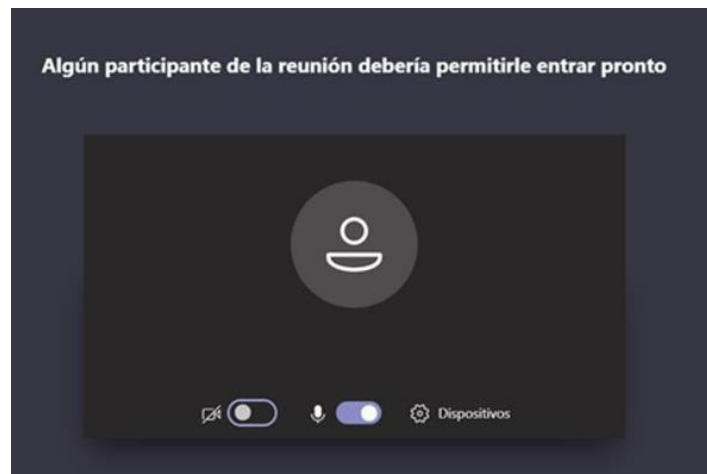 Algún participante de la reunión debería permitirle entrar pronto
Dispositivos